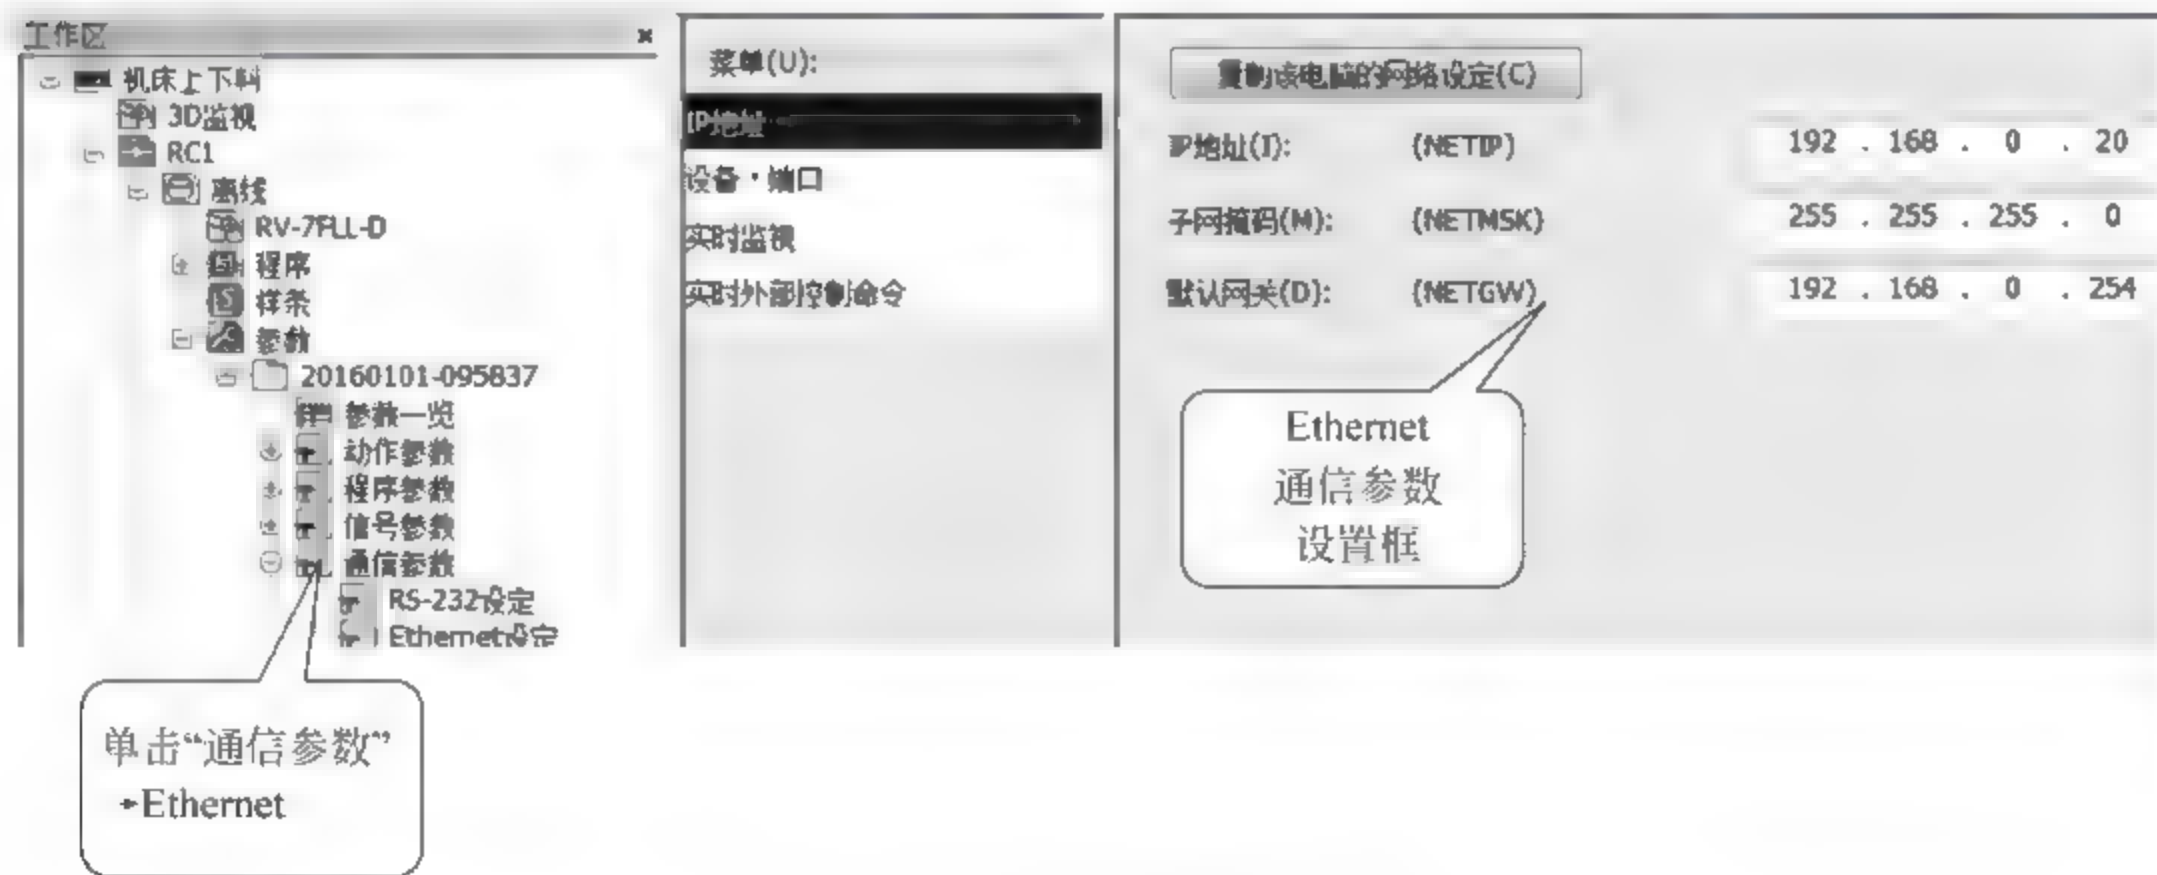 工作区
机床上下料
3D监视
RC1
离线
RV-7FLL-D
程序
样条
参数
20160101-095837
参数一览
动作参数
程序参数
信号参数
通信参数
RS-232设定
Ethernet设定
单击“通信参数”
→Ethernet
菜单(U):
IP地址
设备・端口
实时监视
实时外部控制命令
复制该电脑的网络设定(C)
IP地址(I): (NETIP) 192 . 168 . 0 . 20
子网掩码(M): (NETMSK) 255 . 255 . 255 . 0
默认网关(D): (NETGW) 192 . 168 . 0 . 254
Ethernet
通信参数
设置框